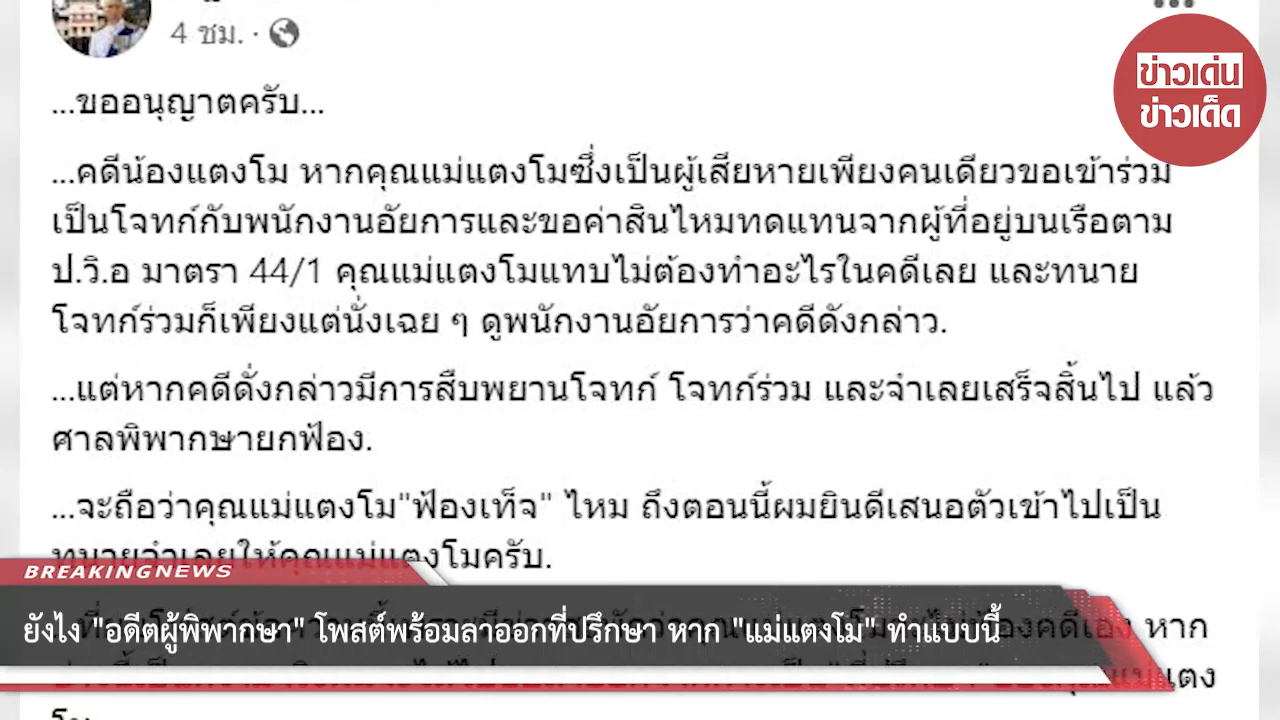 4 ชม. ·
ข่าวเด่น
ข่าวเด็ด
...ขออนุญาตครับ...
...คดีน้องแตงโม หากคุณแม่แตงโมซึ่งเป็นผู้เสียหายเพียงคนเดียวขอเข้าร่วม
เป็นโจทก์กับพนักงานอัยการและขอค่าสินไหมทดแทนจากผู้ที่อยู่บนเรือตาม
ป.วิ.อ มาตรา 44/1 คุณแม่แตงโมแทบไม่ต้องทำอะไรในคดีเลย และทนาย
โจทก์ร่วมก็เพียงแต่นั่งเฉย ๆ ดูพนักงานอัยการว่าคดีดังกล่าว.
...แต่หากคดีดั่งกล่าวมีการสืบพยานโจทก์ โจทก์ร่วม และจำเลยเสร็จสิ้นไป แล้ว
ศาลพิพากษายกฟ้อง.
...จะถือว่าคุณแม่แตงโม"ฟ้องเท็จ" ไหม ถึงตอนนี้ผมยินดีเสนอตัวเข้าไปเป็น
ทนายจำเลยให้คุณแม่แตงโมครับ.
BREAKING NEWS
ยังไง "อดีตผู้พิพากษา" โพสต์พร้อมลาออกที่ปรึกษา หาก "แม่แตงโม" ทำแบบนี้
หาก